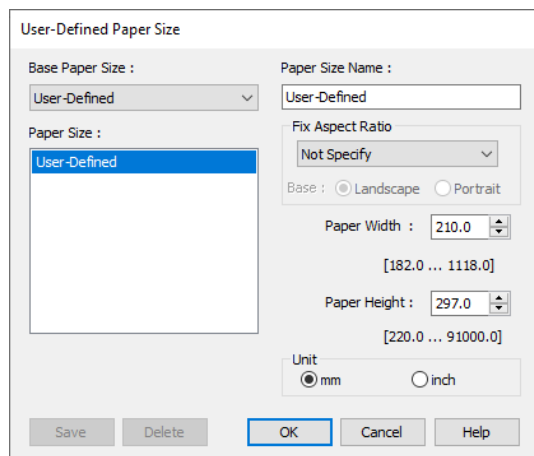 User-Defined Paper Size
Base Paper Size :
User-Defined
Paper Size :
User-Defined
Paper Size Name :
User-Defined
Fix Aspect Ratio
Not Specify
Base : Landscape Portrait
Paper Width : 210.0
[182.0 ... 1118.0]
Paper Height : 297.0
[220.0 ... 91000.0]
Unit
mm inch
Save Delete OK Cancel Help